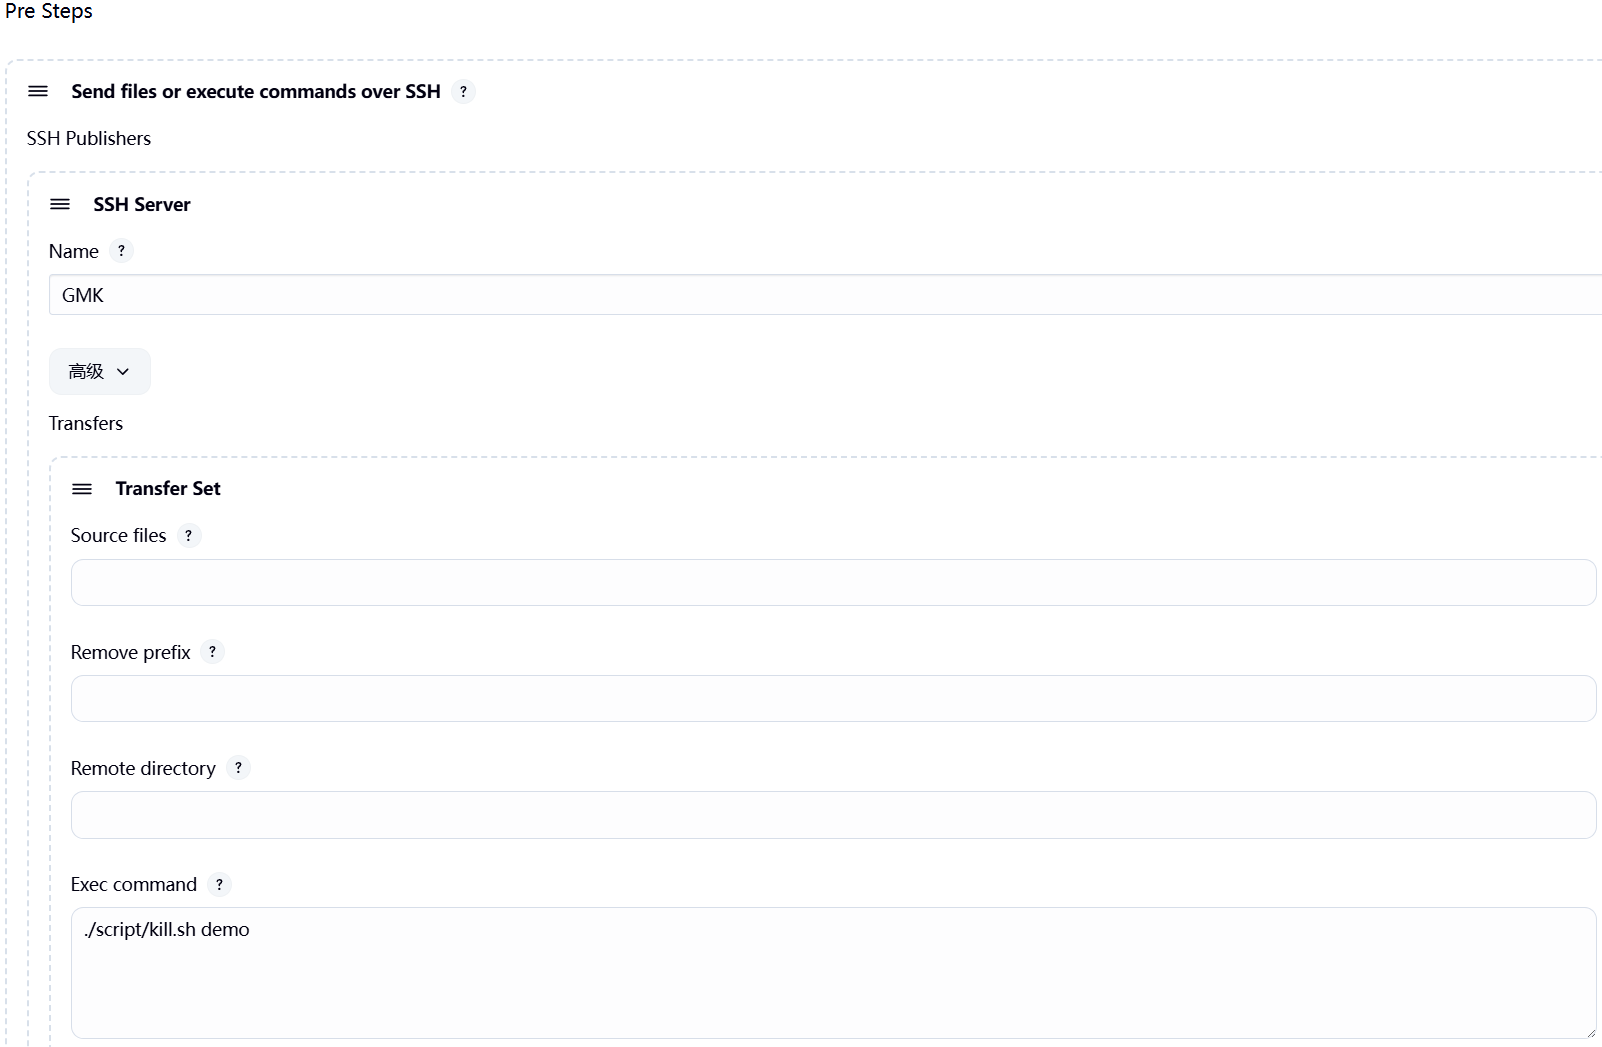 Pre Steps
Send files or execute commands over SSH ?
SSH Publishers
SSH Server
Name ?
GMK
高级
Transfers
Transfer Set
Source files ?
Remove prefix ?
Remote directory ?
Exec command ?
./script/kill.sh demo